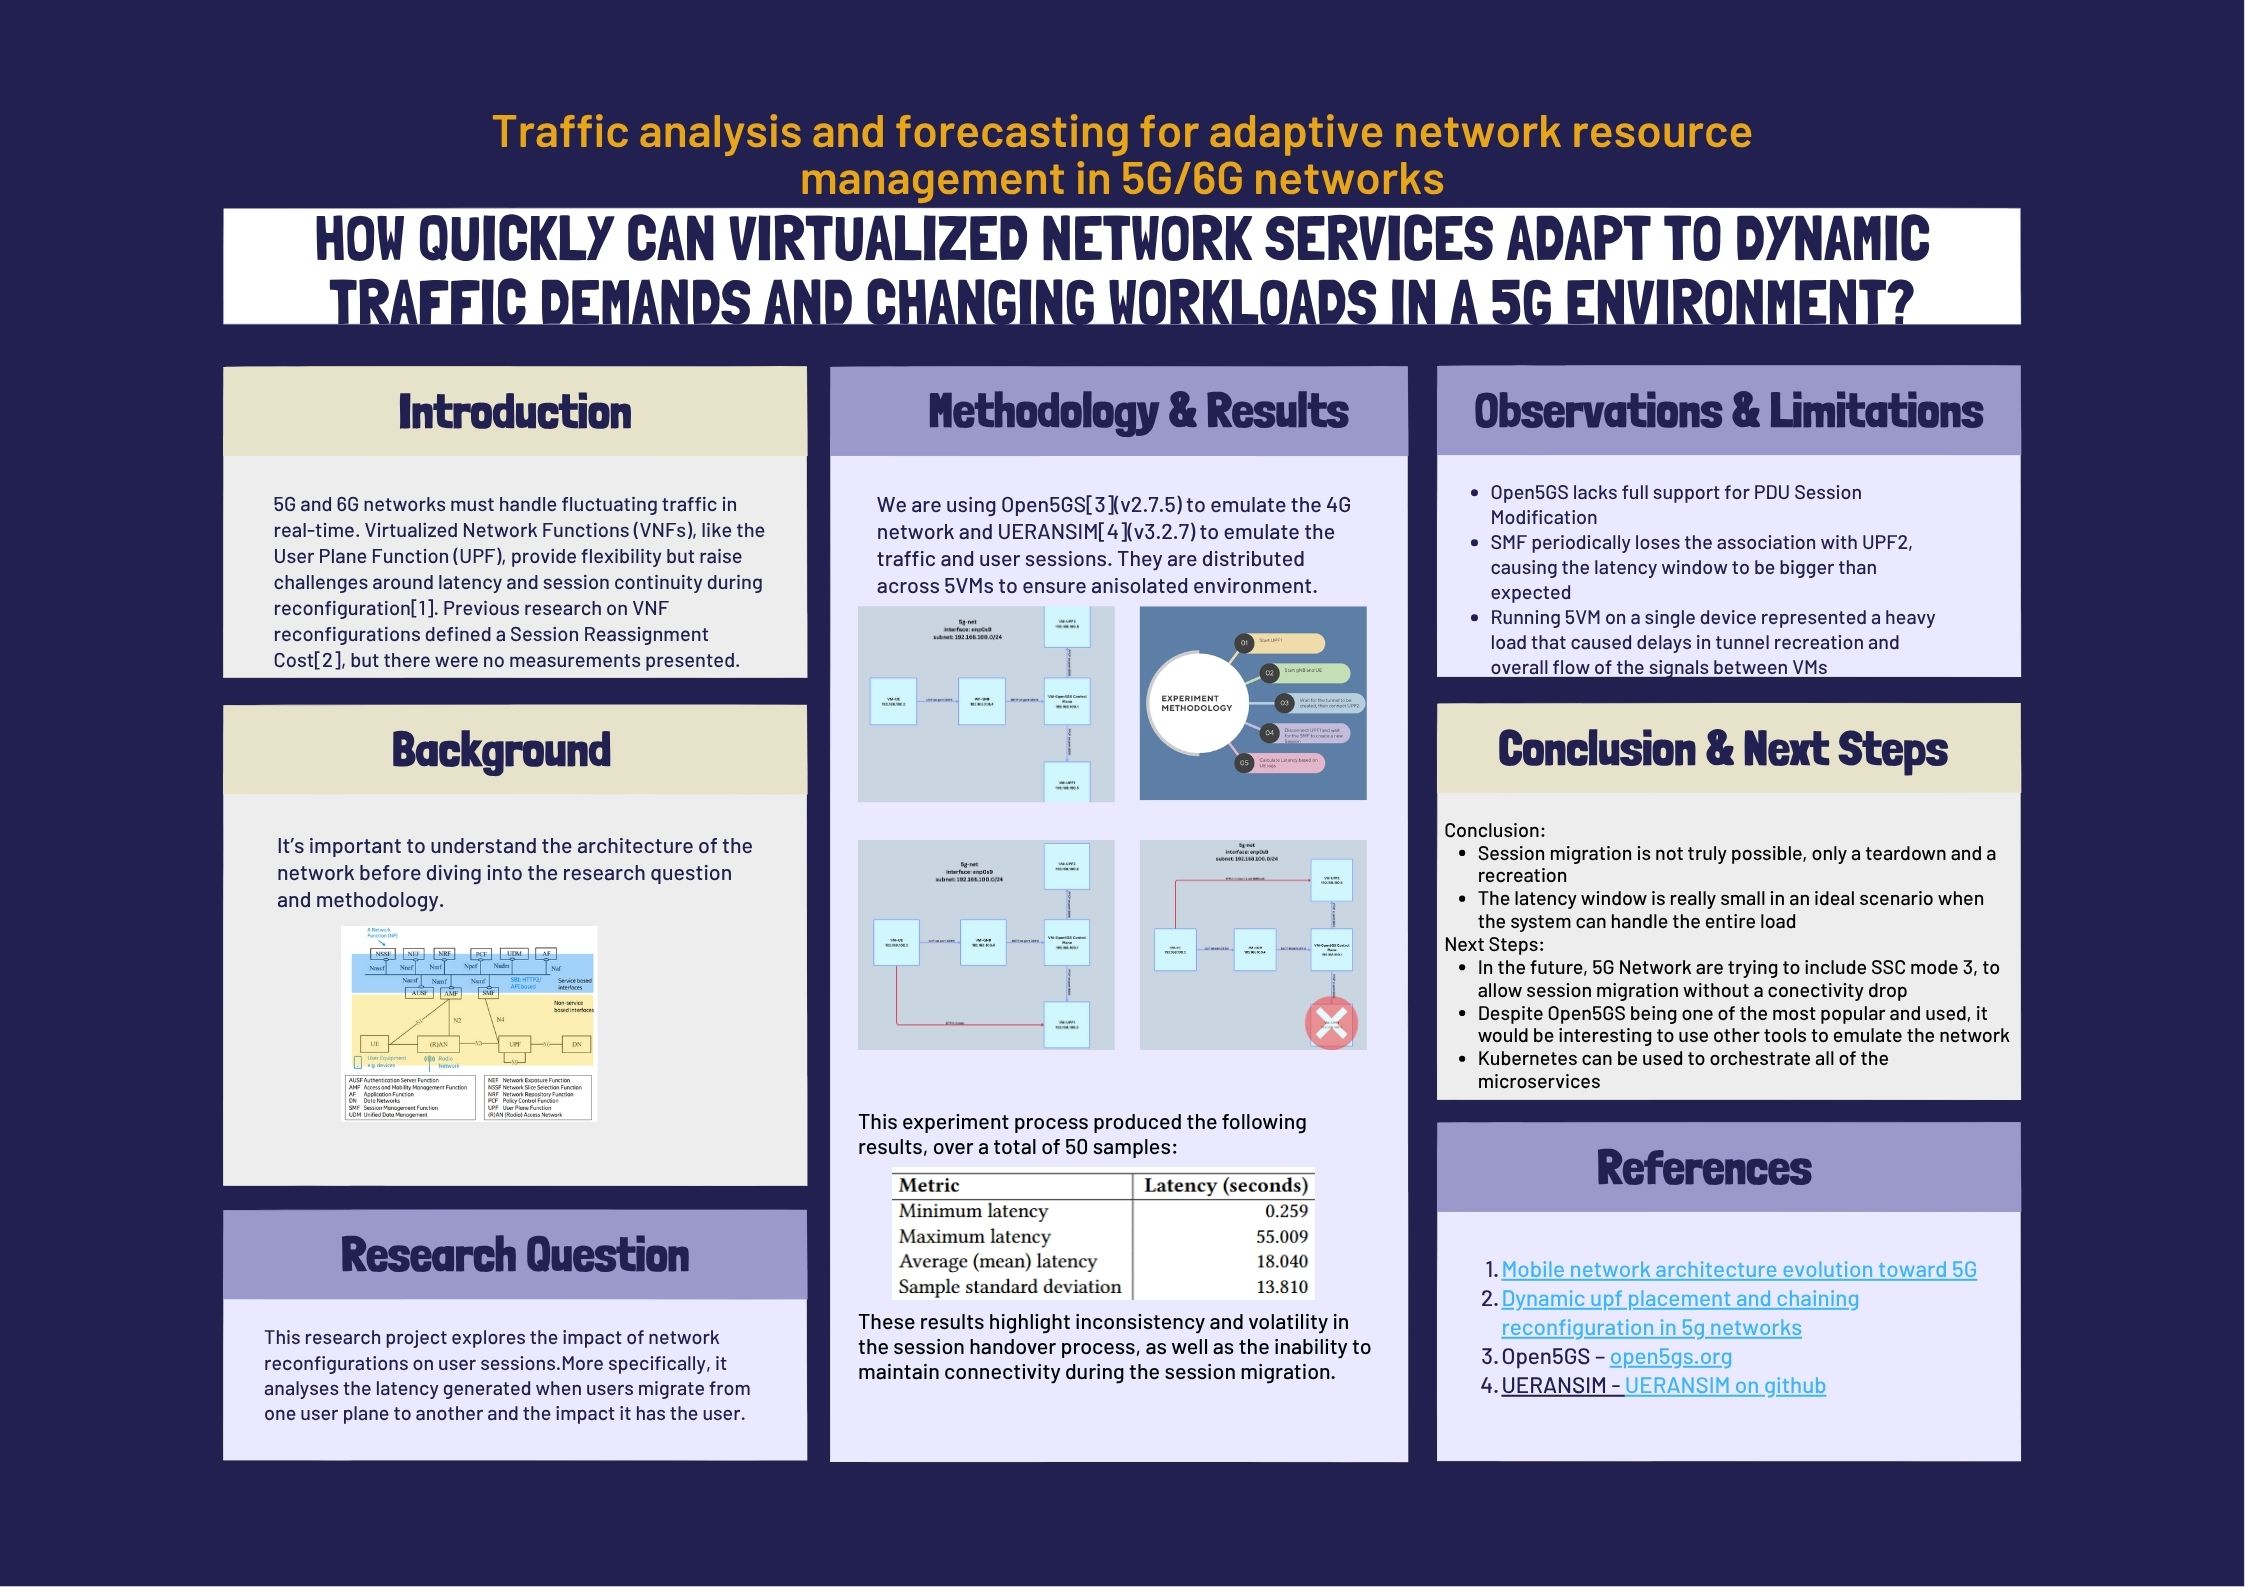 Traffic analysis and forecasting for adaptive network resource
management in 5G/6G networks
HOW QUICKLY CAN VIRTUALIZED NETWORK SERVICES ADAPT TO DYNAMIC
TRAFFIC DEMANDS AND CHANGING WORKLOADS IN A 5G ENVIRONMENT?
Introduction
5G and 6G networks must handle fluctuating traffic in
real-time. Virtualized Network Functions (VNFs), like the
User Plane Function (UPF), provide flexibility but raise
challenges around latency and session continuity during
reconfiguration[1]. Previous research on VNF
reconfigurations defined a Session Reassignment
Cost[2], but there were no measurements presented.
Background
It's important to understand the architecture of the
network before diving into the research question
and methodology.
A Network
Function (NF)
NSSF NEF NRF PCF UDM AF
Nnssf Nnef Nnrf Npcf Nudm Naf
Nausf Namf Nsmf
SBI: HTTP2/
API based
Service based
interfaces
AUSF AMF SMF
Non-service
based interfaces
N1 N2 N4
UE (R)AN N3 UPF N6 DN
N9
User Equipment
e.g. devices
Radio
Network
AUSF Authentication Server Function
AMF Access and Mobility Management Function
AF Application Function
DN Data Networks
SMF Session Management Function
UDM Unified Data Management
NEF Network Exposure Function
NSSF Network Slice Selection Function
NRF Network Repository Function
PCF Policy Control Function
UPF User Plane Function
(R)AN (Radio) Access Network
Research Question
This research project explores the impact of network
reconfigurations on user sessions.More specifically, it
analyses the latency generated when users migrate from
one user plane to another and the impact it has the user.
Methodology & Results
We are using Open5GS[3](v2.7.5) to emulate the 4G
network and UERANSIM[4](v3.2.7) to emulate the
traffic and user sessions. They are distributed
across 5VMs to ensure anisolated environment.
5g-net
interface: enp0s9
subnet: 192.168.100.0/24
VM-UPF2
VM-UE
VM-GNB
VM-Open5GS Control
Plane
VM-UPF1
EXPERIMENT
METHODOLOGY
01 Start UPF1
02 Start gNB and UE
03 Wait for the tunnel to be
created, then connect UPF2
04 Disconnect UPF1 and wait
for the SMF to create a new
Session
05 Calculate Latency based on
UE logs
5g-net
interface: enp0s9
subnet: 192.168.100.0/24
VM-UPF2
VM-UE
VM-GNB
VM-Open5GS Control
Plane
VM-UPF1
5g-net
interface: enp0s9
subnet: 192.168.100.0/24
VM-UPF2
VM-UE
VM-GNB
VM-Open5GS Control
Plane
This experiment process produced the following
results, over a total of 50 samples:
Metric Latency (seconds)
Minimum latency 0.259
Maximum latency 55.009
Average (mean) latency 18.040
Sample standard deviation 13.810
These results highlight inconsistency and volatility in
the session handover process, as well as the inability to
maintain connectivity during the session migration.
Observations & Limitations
• Open5GS lacks full support for PDU Session
Modification
• SMF periodically loses the association with UPF2,
causing the latency window to be bigger than
expected
• Running 5VM on a single device represented a heavy
load that caused delays in tunnel recreation and
overall flow of the signals between VMs
Conclusion & Next Steps
Conclusion:
• Session migration is not truly possible, only a teardown and a
recreation
• The latency window is really small in an ideal scenario when
the system can handle the entire load
Next Steps:
• In the future, 5G Network are trying to include SSC mode 3, to
allow session migration without a conectivity drop
• Despite Open5GS being one of the most popular and used, it
would be interesting to use other tools to emulate the network
• Kubernetes can be used to orchestrate all of the
microservices
References
1. Mobile network architecture evolution toward 5G
2. Dynamic upf placement and chaining
reconfiguration in 5g networks
3. Open5GS – open5gs.org
4. UERANSIM - UERANSIM on github